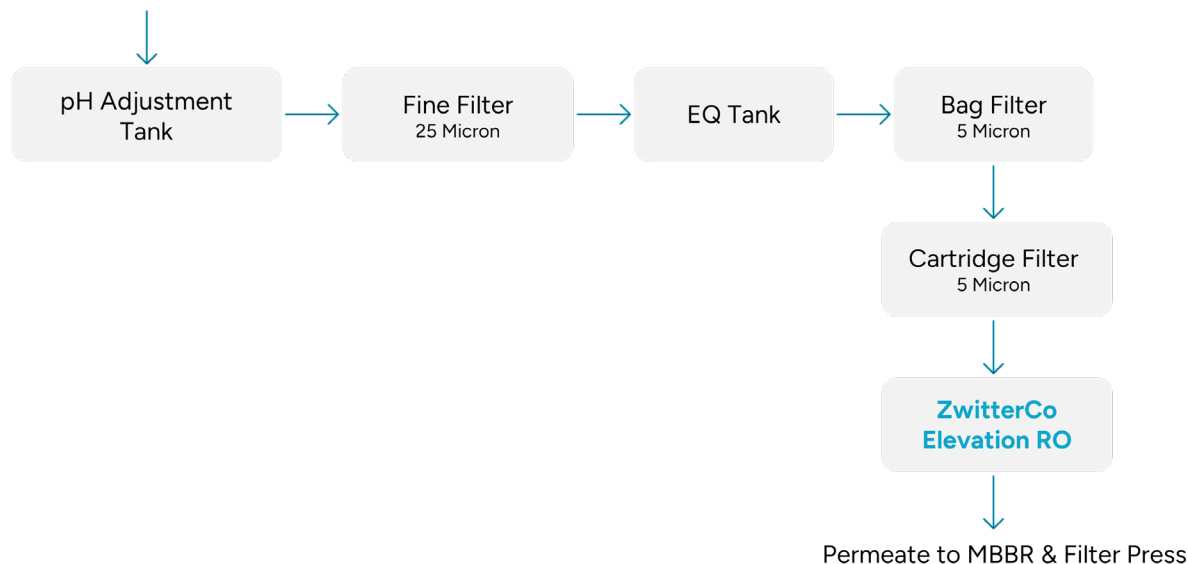 pH Adjustment
Tank
Fine Filter
25 Micron
EQ Tank
Bag Filter
5 Micron
Cartridge Filter
5 Micron
ZwitterCo
Elevation RO
Permeate to MBBR & Filter Press